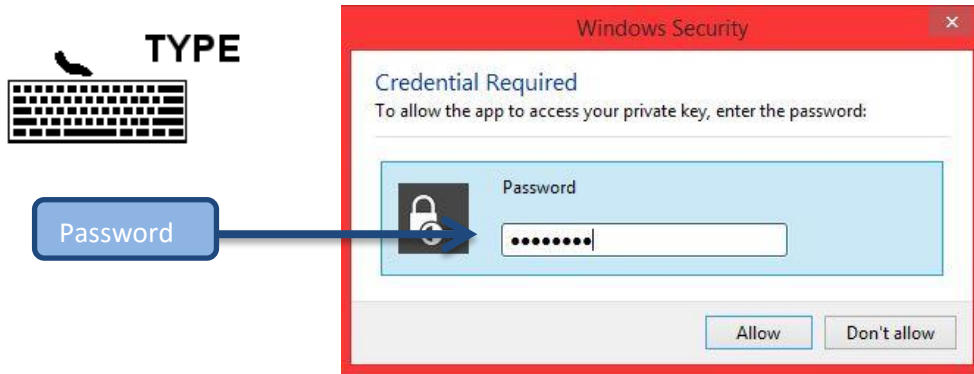 TYPE
Windows Security
Credential Required
To allow the app to access your private key, enter the password:
Password
Password
••••••••
Allow Don't allow